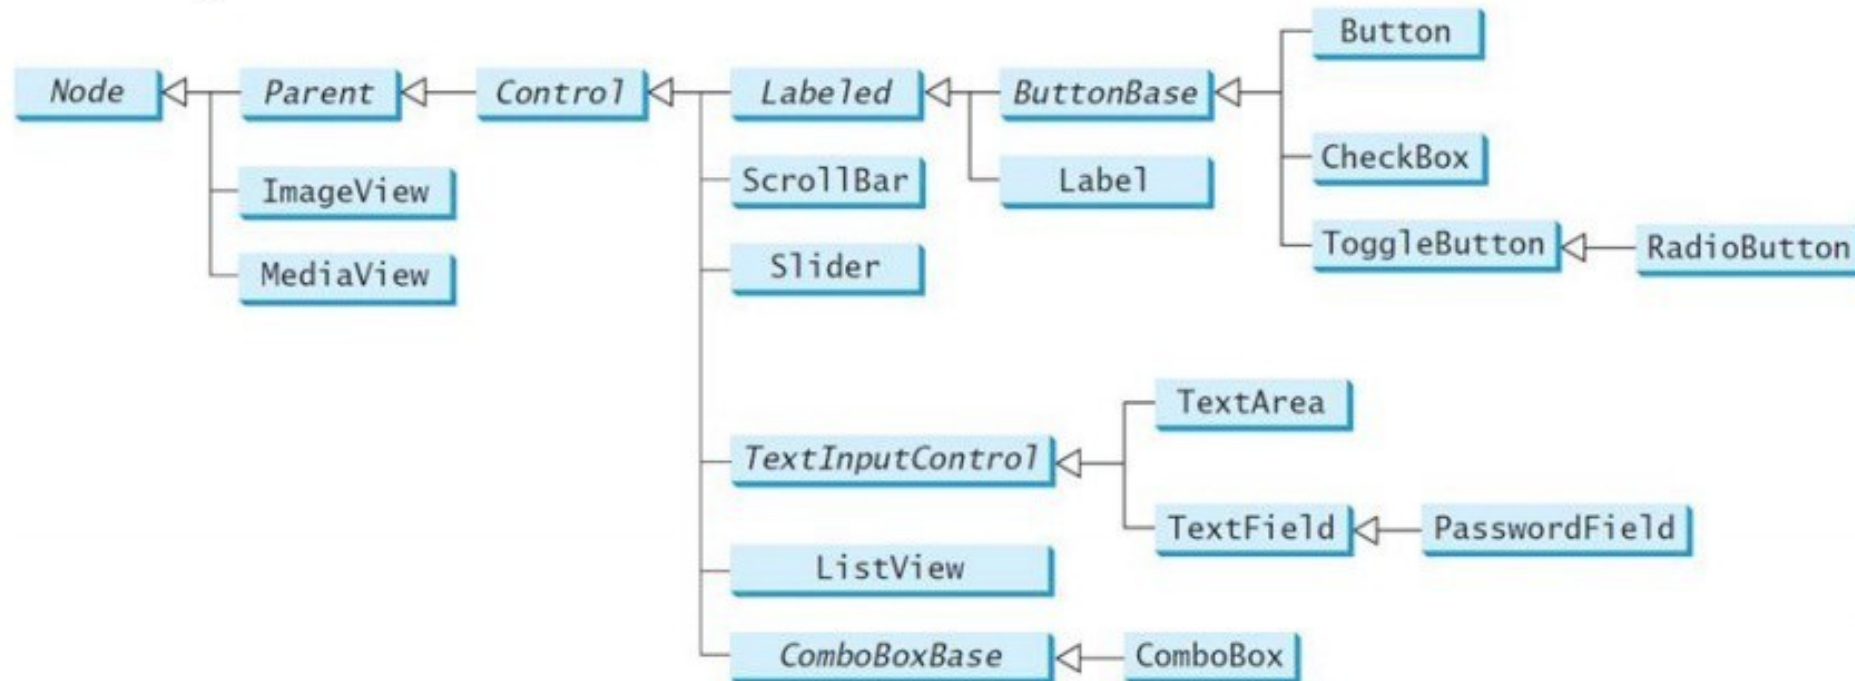 Button
Node
Parent
Control
Labeled
ButtonBase
CheckBox
ImageView
ScrollBar
Label
ToggleButton
RadioButton
MediaView
Slider
TextArea
TextInputControl
TextField
PasswordField
ListView
ComboBoxBase
ComboBox